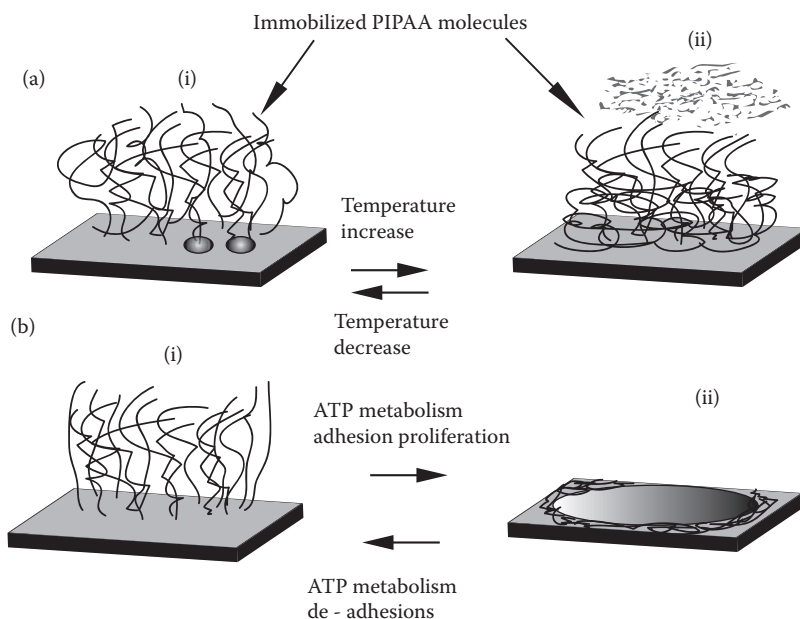 Immobilized PIPAA molecules
(a)
(i)
(ii)
Temperature
increase
Temperature
decrease
(b)
(i)
(ii)
ATP metabolism
adhesion proliferation
ATP metabolism
de - adhesions